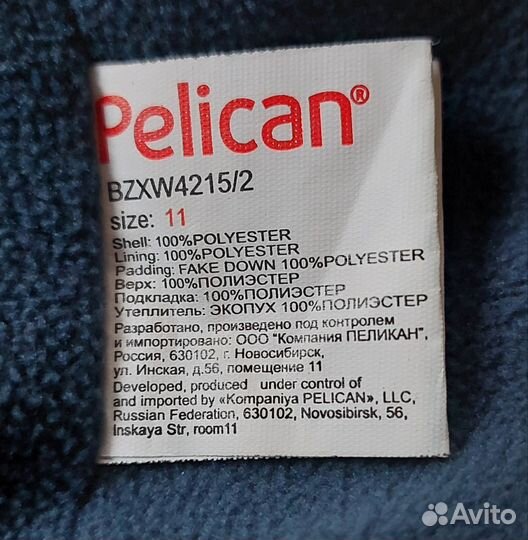 Pelican®
BZXW4215/2
size: 11
Shell: 100%POLYESTER
Lining: 100%POLYESTER
Padding: FAKE DOWN 100%POLYESTER
Верх: 100%ПОЛИЭСТЕР
Подкладка: 100%ПОЛИЭСТЕР
Утеплитель: ЭКОПУХ 100%ПОЛИЭСТЕР
Разработано, произведено под контролем
и импортировано: ООО "Компания ПЕЛИКАН",
Россия, 630102, г. Новосибирск,
ул. Инская, д.56, помещение 11
Developed, produced under control of
and imported by «Kompaniya PELICAN», LLC,
Russian Federation, 630102, Novosibirsk, 56,
Inskaya Str, room11
Avito